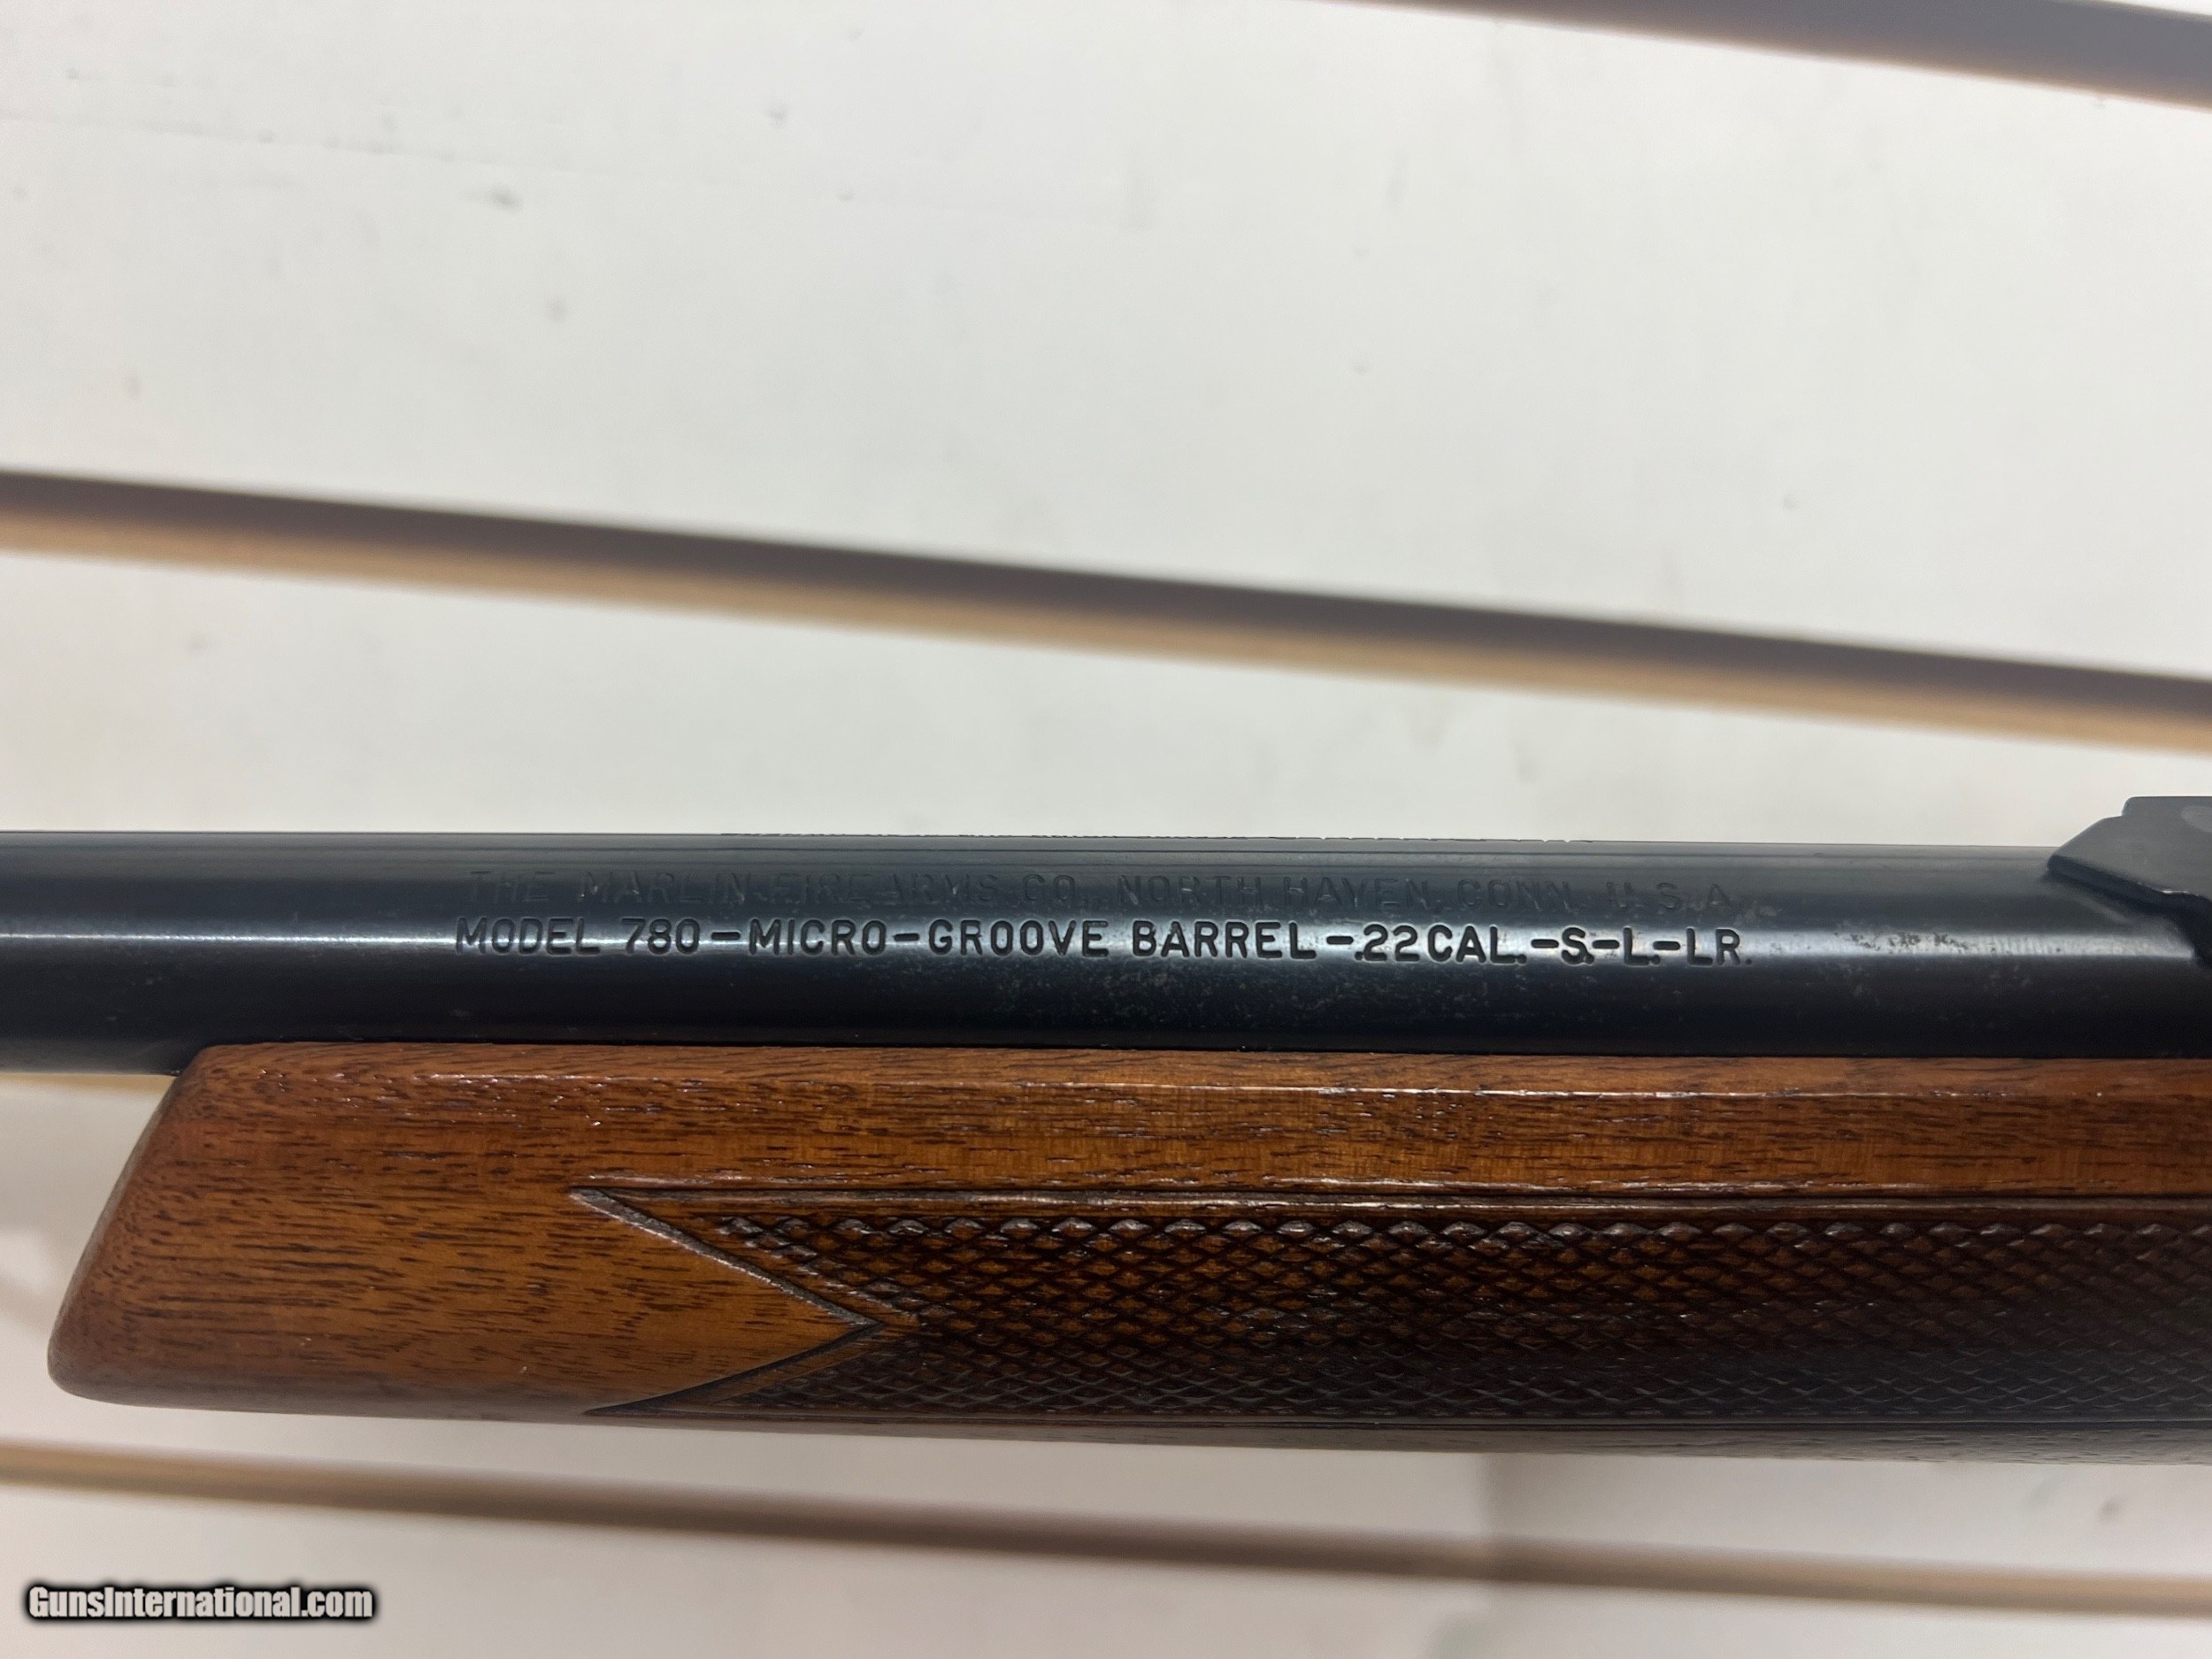 THE MARLIN FIREARMS CO., NORTH HAVEN, CONN. U.S.A.
MODEL 780-MICRO-GROOVE BARREL-.22CAL.-S.-L.-LR.
GunsInternational.com